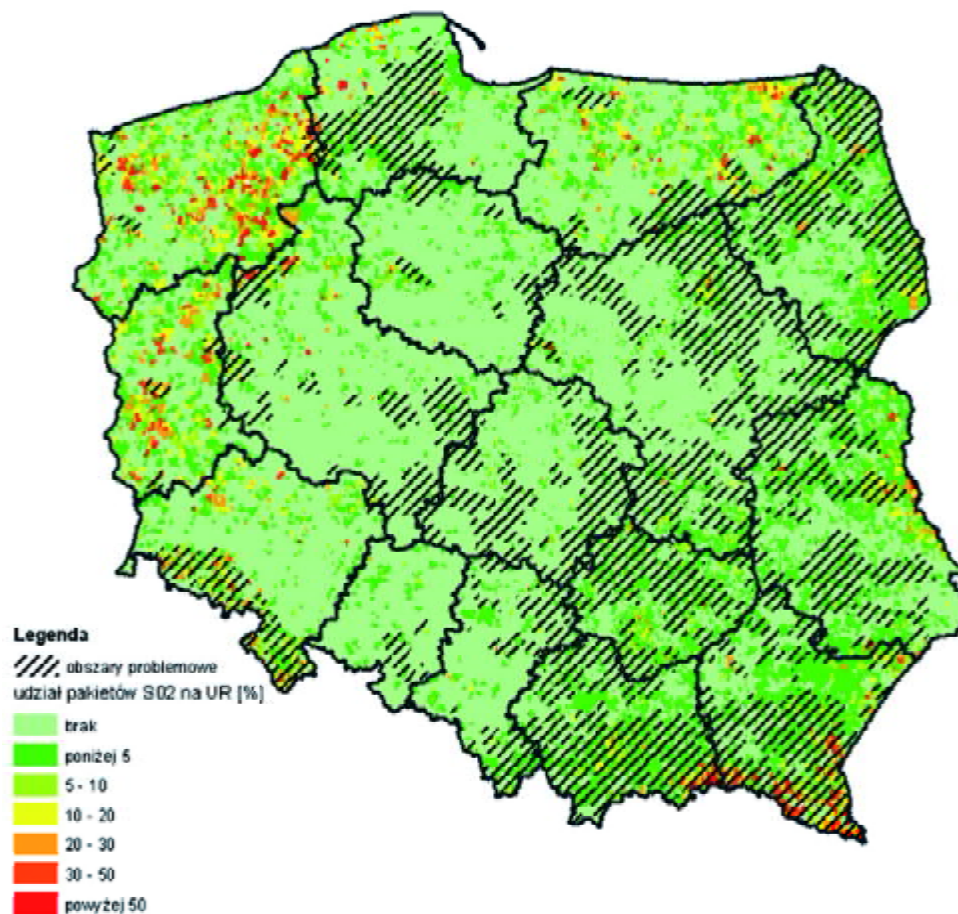 Legenda
obszary problemowe
udział pakietów S02 na UR [%]
brak
poniżej 5
5 - 10
10 - 20
20 - 30
30 - 50
powyżej 50